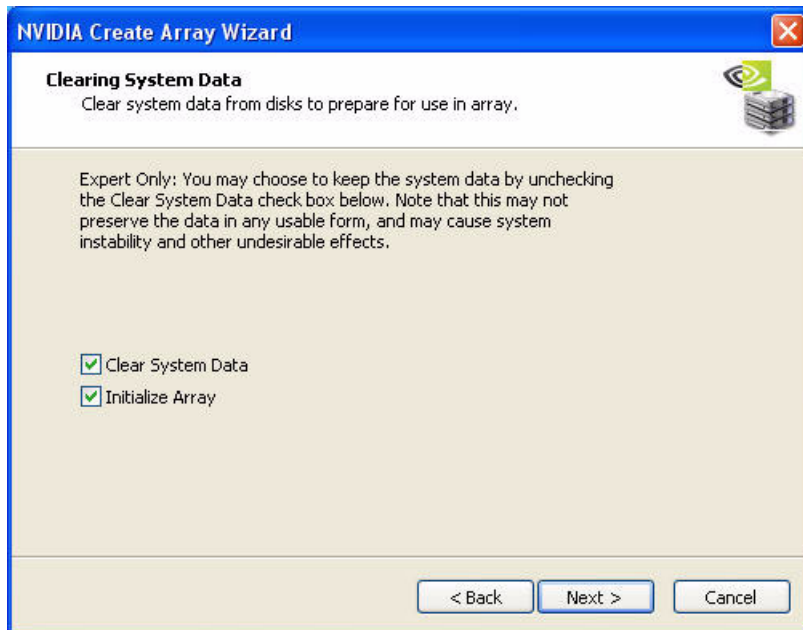 NVIDIA Create Array Wizard
Clearing System Data
Clear system data from disks to prepare for use in array.
Expert Only: You may choose to keep the system data by unchecking
the Clear System Data check box below. Note that this may not
preserve the data in any usable form, and may cause system
instability and other undesirable effects.
Clear System Data
Initialize Array
< Back
Next >
Cancel